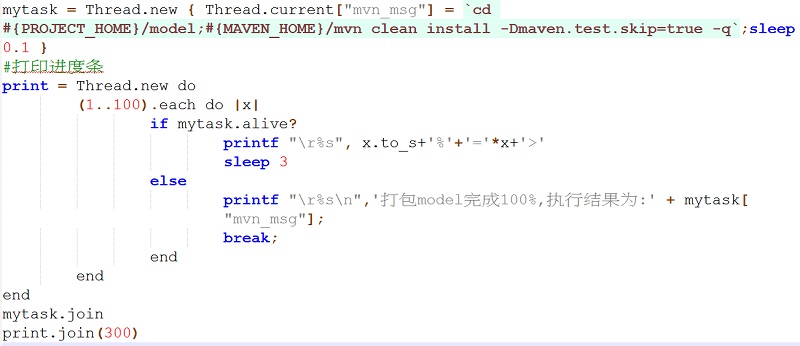 mytask = Thread.new { Thread.current["mvn_msg"] = `cd
#{PROJECT_HOME}/model;#{MAVEN_HOME}/mvn clean install -Dmaven.test.skip=true -q`;sleep
0.1 }
#打印进度条
print = Thread.new do
(1..100).each do |x|
if mytask.alive?
printf "\r%s", x.to_s+'%'+'='*x+'>'
sleep 3
else
printf "\r%s\n",'打包model完成100%,执行结果为:' + mytask[
"mvn_msg"];
break;
end
end
end
mytask.join
print.join(300)